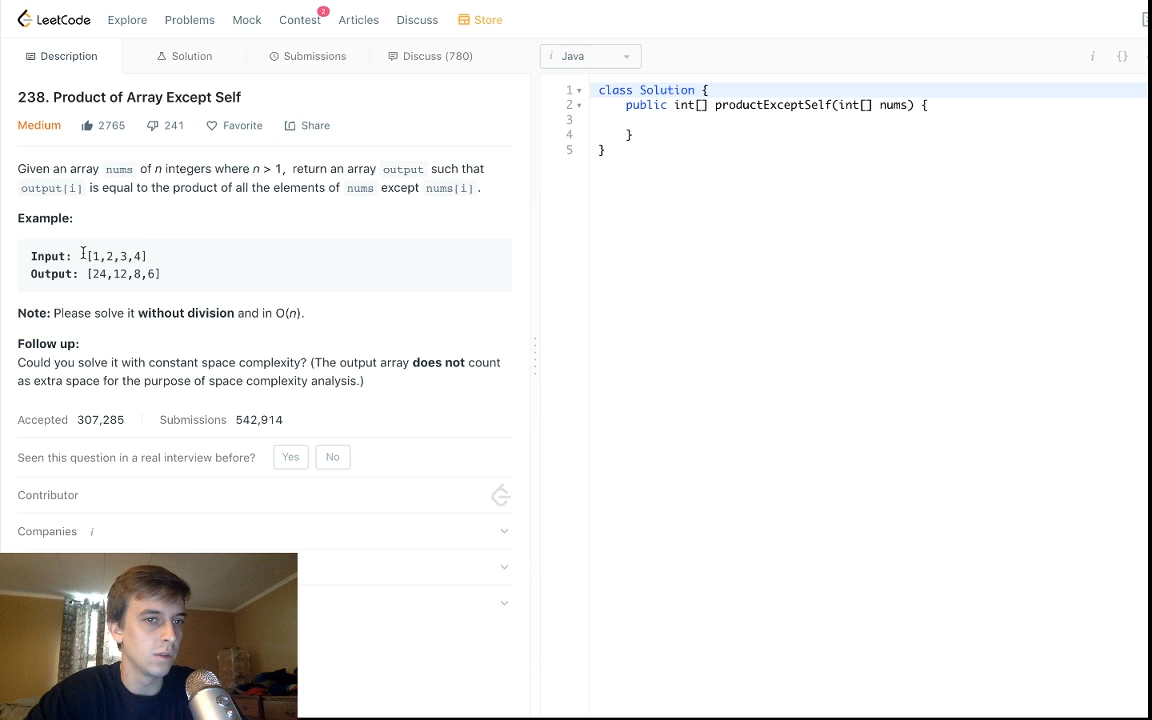 LeetCode Explore Problems Mock Contest 2 Articles Discuss Store
Description Solution Submissions Discuss (780)
i Java i {}
238. Product of Array Except Self
Medium 2765 241 Favorite Share
Given an array nums of n integers where n > 1, return an array output such that
output[i] is equal to the product of all the elements of nums except nums[i].
Example:
Input: [1,2,3,4]
Output: [24,12,8,6]
Note: Please solve it without division and in O(n).
Follow up:
Could you solve it with constant space complexity? (The output array does not count
as extra space for the purpose of space complexity analysis.)
Accepted 307,285 Submissions 542,914
Seen this question in a real interview before? Yes No
Contributor
Companies i
1 class Solution {
2 public int[] productExceptSelf(int[] nums) {
3
4 }
5 }